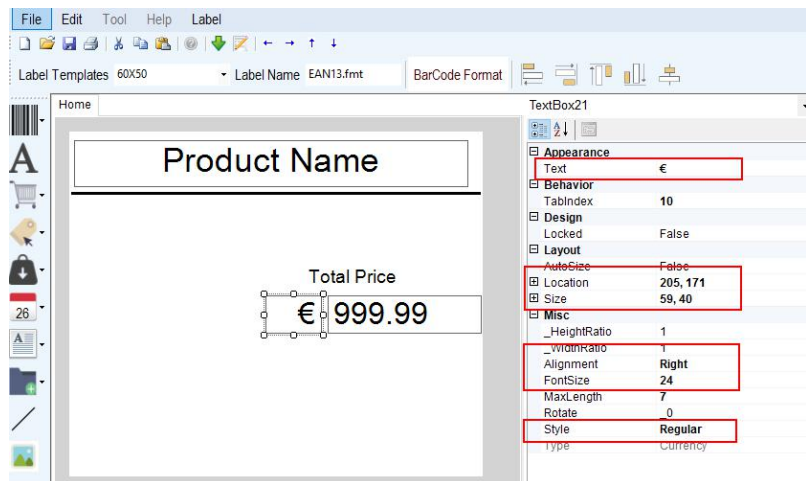 File Edit Tool Help Label
Label Templates 60X50 Label Name EAN13.fmt BarCode Format
Home
TextBox21
Product Name
Total Price
€ 999.99
A
26
A
Appearance
Text €
Behavior
TabIndex 10
Design
Locked False
Layout
AutoSize False
Location 205, 171
Size 59, 40
Misc
_HeightRatio 1
_WidthRatio 1
Alignment Right
FontSize 24
MaxLength 7
Rotate _0
Style Regular
Type Currency